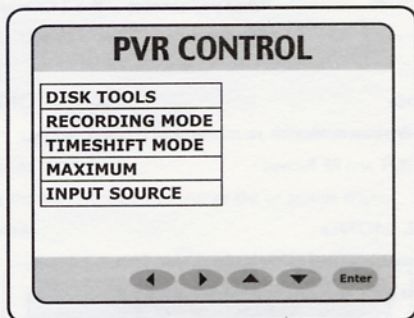 PVR CONTROL
DISK TOOLS
RECORDING MODE
TIMESHIFT MODE
MAXIMUM
INPUT SOURCE
Enter